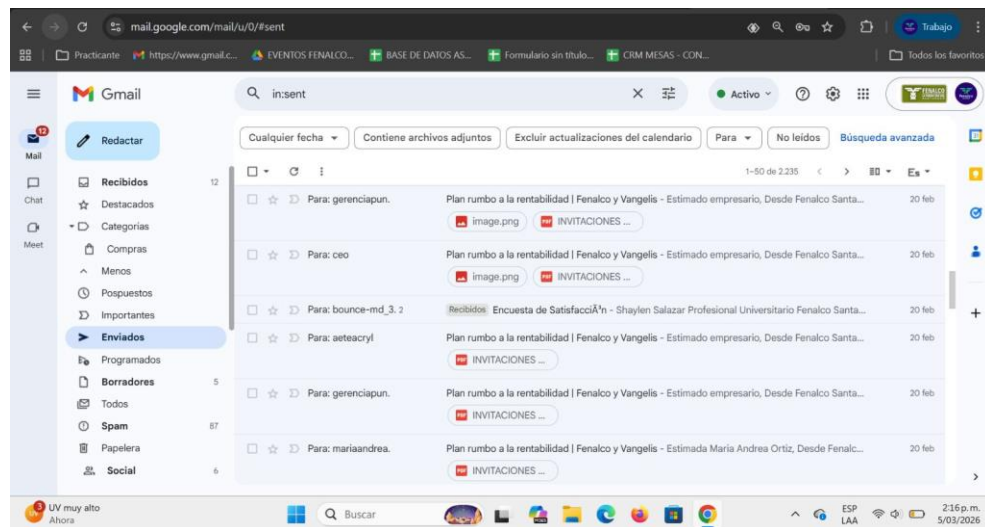 mail.google.com/mail/u/0/#sent
Trabajo
Practicante
https://www.gmail.c...
EVENTOS FENALCO...
BASE DE DATOS AS...
Formulario sin título...
CRM MESAS - CON...
Todos los favoritos
Gmail
in:sent
Activo
FENALCO
12
Mail
Chat
Meet
Redactar
Recibidos 12
Destacados
Categorías
Compras
Menos
Pospuestos
Importantes
Enviados
Programados
Borradores 5
Todos
Spam 87
Papelera
Social 6
Cualquier fecha
Contiene archivos adjuntos
Excluir actualizaciones del calendario
Para
No leídos
Búsqueda avanzada
1-50 de 2.235
Es
Para: gerenciapun. Plan rumbo a la rentabilidad | Fenalco y Vangelis - Estimado empresario, Desde Fenalco Santa... 20 feb
image.png PDF INVITACIONES ...
Para: ceo Plan rumbo a la rentabilidad | Fenalco y Vangelis - Estimado empresario, Desde Fenalco Santa... 20 feb
image.png PDF INVITACIONES ...
Para: bounce-md_3. 2 Recibidos Encuesta de SatisfacciÃ³n - Shaylen Salazar Profesional Universitario Fenalco Santa... 20 feb
Para: aeteacryl Plan rumbo a la rentabilidad | Fenalco y Vangelis - Estimado empresario, Desde Fenalco Santa... 20 feb
PDF INVITACIONES ...
Para: gerenciapun. Plan rumbo a la rentabilidad | Fenalco y Vangelis - Estimado empresario, Desde Fenalco Santa... 20 feb
PDF INVITACIONES ...
Para: mariaandrea. Plan rumbo a la rentabilidad | Fenalco y Vangelis - Estimada Maria Andrea Ortiz, Desde Fenalc... 20 feb
PDF INVITACIONES ...
3
UV muy alto
Ahora
Buscar
ESP
LAA
2:16 p. m.
5/03/2026